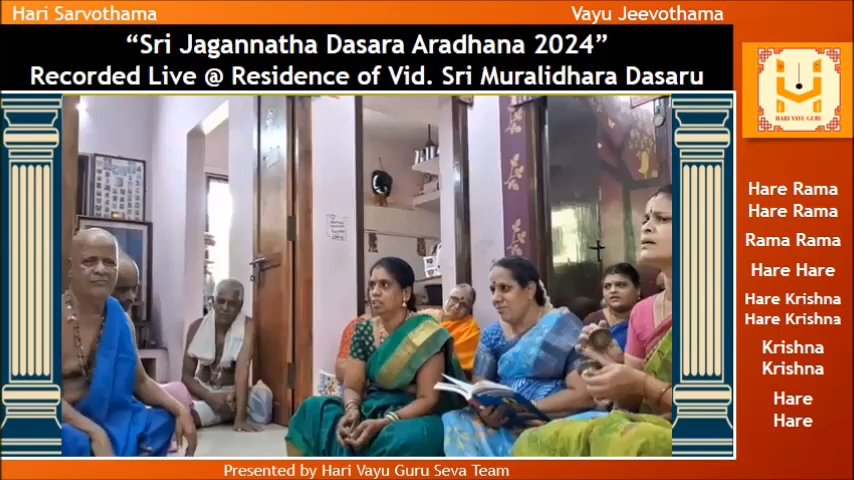 Hari Sarvothama
Vayu Jeevothama
“Sri Jagannatha Dasara Aradhana 2024”
Recorded Live @ Residence of Vid. Sri Muralidhara Dasaru
HARI VAYU GURU
Hare Rama
Hare Rama
Rama Rama
Hare Hare
Hare Krishna
Hare Krishna
Krishna
Krishna
Hare
Hare
Presented by Hari Vayu Guru Seva Team